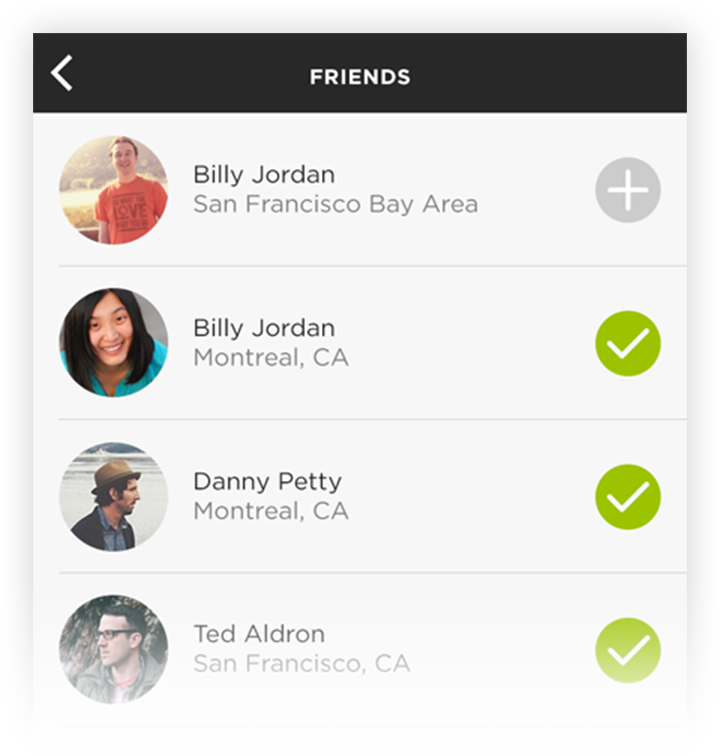 FRIENDS
Billy Jordan
San Francisco Bay Area
Billy Jordan
Montreal, CA
Danny Petty
Montreal, CA
Ted Aldron
San Francisco, CA